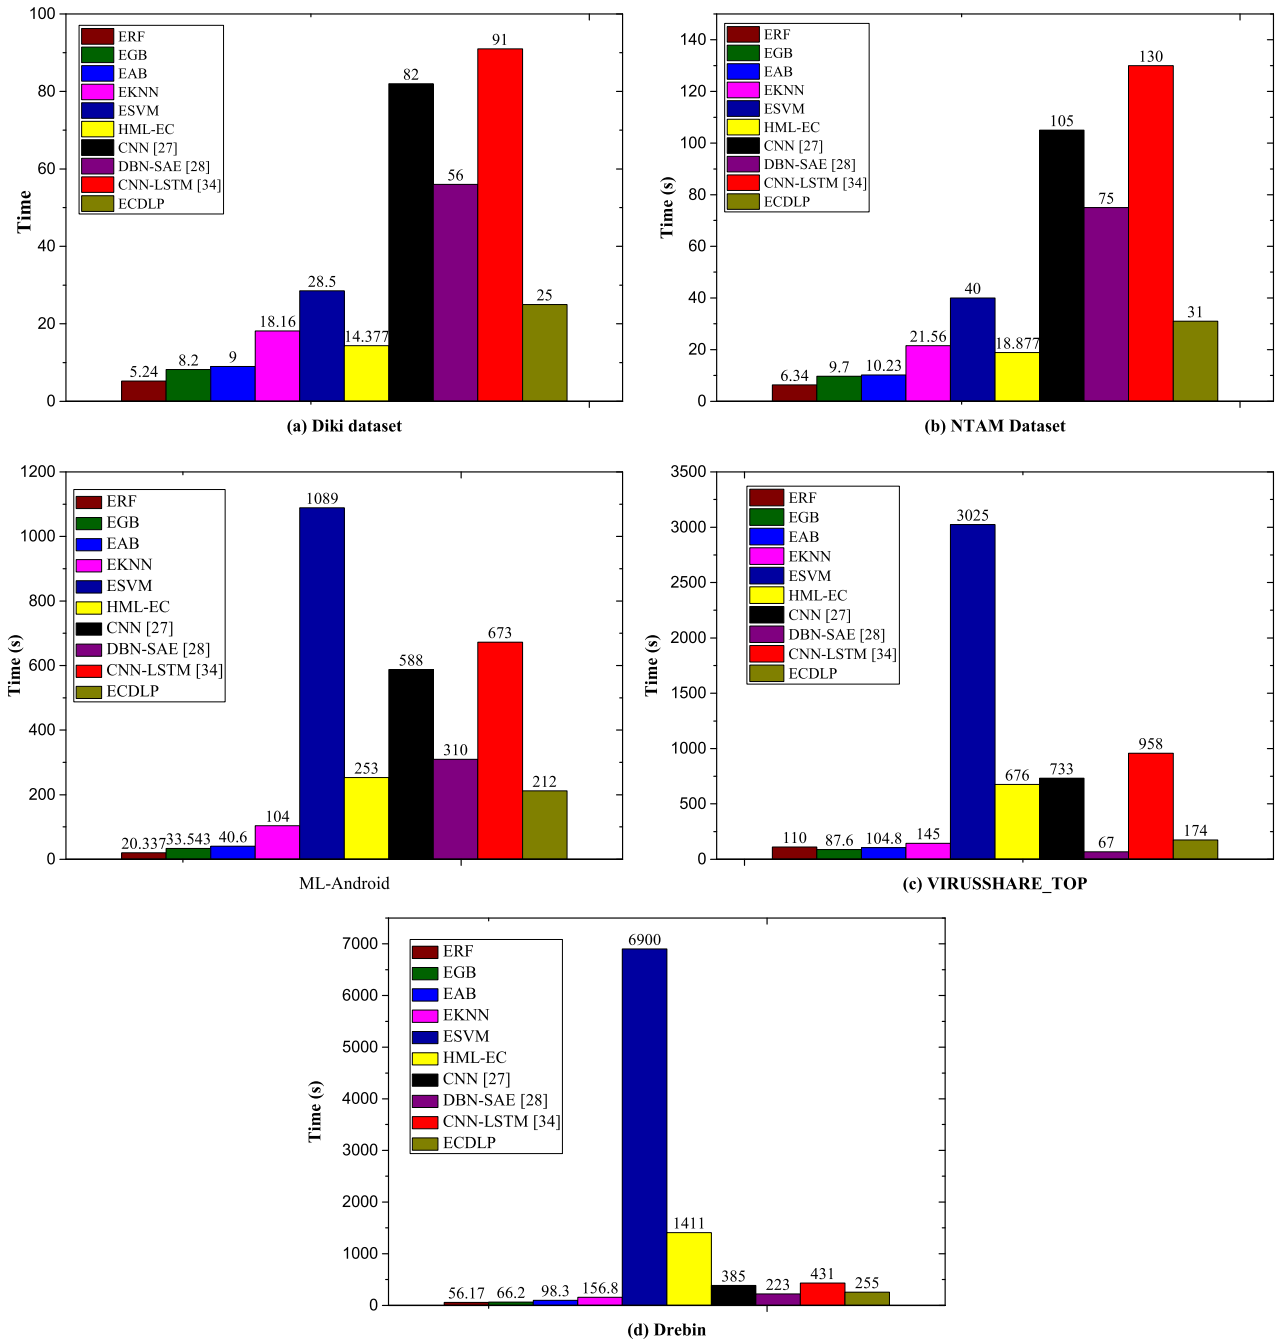 100
80
60
40
20
0
Time
ERF
EGB
EAB
EKNN
ESVM
HML-EC
CNN [27]
DBN-SAE [28]
CNN-LSTM [34]
ECDLP
5.24
8.2
9
18.16
28.5
14.377
82
56
91
25
(a) Diki dataset
140
120
100
80
60
40
20
0
Time (s)
ERF
EGB
EAB
EKNN
ESVM
HML-EC
CNN [27]
DBN-SAE [28]
CNN-LSTM [34]
ECDLP
6.34
9.7
10.23
21.56
40
18.877
105
75
130
31
(b) NTAM Dataset
1200
1000
800
600
400
200
0
Time (s)
ERF
EGB
EAB
EKNN
ESVM
HML-EC
CNN [27]
DBN-SAE [28]
CNN-LSTM [34]
ECDLP
20.337
33.543
40.6
104
1089
253
588
310
673
212
ML-Android
3500
3000
2500
2000
1500
1000
500
0
Time (s)
ERF
EGB
EAB
EKNN
ESVM
HML-EC
CNN [27]
DBN-SAE [28]
CNN-LSTM [34]
ECDLP
110
87.6
104.8
145
3025
676
733
67
958
174
(c) VIRUSSHARE_TOP
7000
6000
5000
4000
3000
2000
1000
0
Time (s)
ERF
EGB
EAB
EKNN
ESVM
HML-EC
CNN [27]
DBN-SAE [28]
CNN-LSTM [34]
ECDLP
56.17
66.2
98.3
156.8
6900
1411
385
223
431
255
(d) Drebin